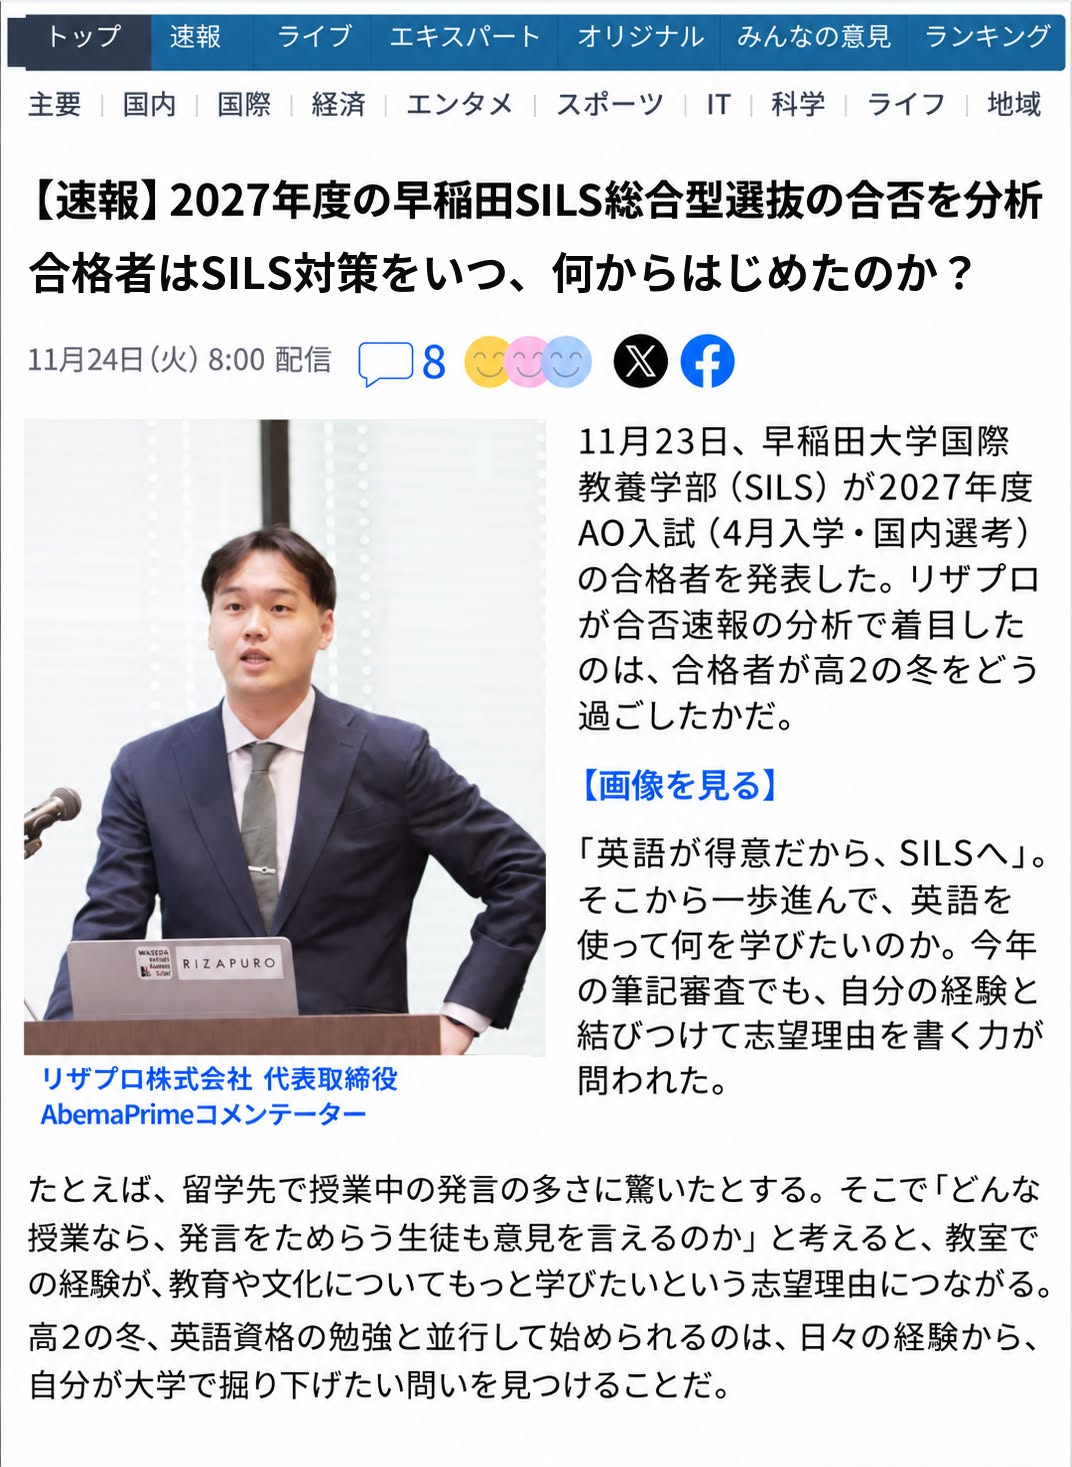 トップ 速報 ライブ エキスパート オリジナル みんなの意見 ランキング
主要 国内 国際 経済 エンタメ スポーツ IT 科学 ライフ 地域
【速報】2027年度の早稲田SILS総合型選抜の合否を分析
合格者はSILS対策をいつ、何からはじめたのか？
11月24日（火）8:00 配信 8
11月23日、早稲田大学国際
教養学部（SILS）が2027年度
AO入試（4月入学・国内選考）
の合格者を発表した。リザプロ
が合否速報の分析で着目した
のは、合格者が高2の冬をどう
過ごしたかだ。
【画像を見る】
「英語が得意だから、SILSへ」。
そこから一歩進んで、英語を
使って何を学びたいのか。今年
の筆記審査でも、自分の経験と
結びつけて志望理由を書く力が
問われた。
WASEDA
RIZAPURO
リザプロ株式会社 代表取締役
AbemaPrimeコメンテーター
たとえば、留学先で授業中の発言の多さに驚いたとする。そこで「どんな
授業なら、発言をためらう生徒も意見を言えるのか」と考えると、教室で
の経験が、教育や文化についてもっと学びたいという志望理由につながる。
高2の冬、英語資格の勉強と並行して始められるのは、日々の経験から、
自分が大学で掘り下げたい問いを見つけることだ。